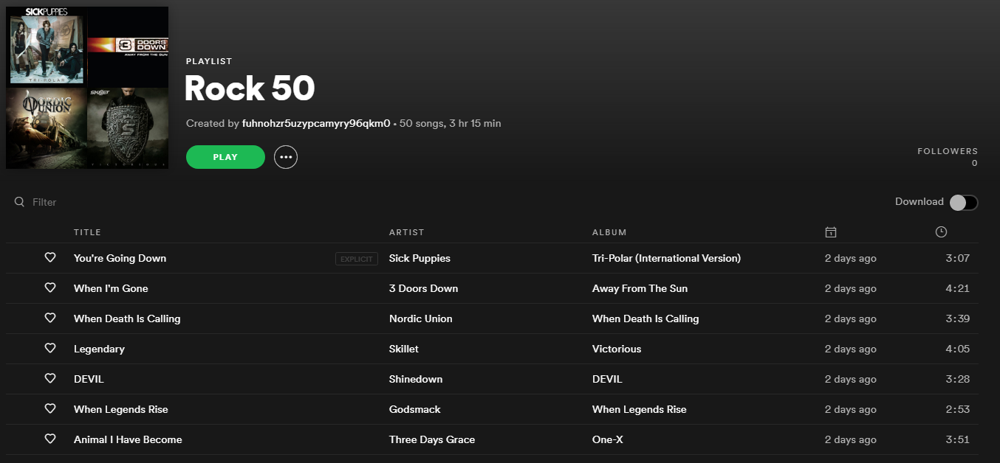 SICKPUPPIES
TRI-POLAR
3 DOORS DOWN
AWAY FROM THE SUN
NORDIC UNION
SKILLET
PLAYLIST
Rock 50
Created by fuhnohzr5uzypcamyry96qkm0 • 50 songs, 3 hr 15 min
PLAY
FOLLOWERS
0
Filter
Download
TITLE ARTIST ALBUM
You're Going Down EXPLICIT Sick Puppies Tri-Polar (International Version) 2 days ago 3:07
When I'm Gone 3 Doors Down Away From The Sun 2 days ago 4:21
When Death Is Calling Nordic Union When Death Is Calling 2 days ago 3:39
Legendary Skillet Victorious 2 days ago 4:05
DEVIL Shinedown DEVIL 2 days ago 3:28
When Legends Rise Godsmack When Legends Rise 2 days ago 2:53
Animal I Have Become Three Days Grace One-X 2 days ago 3:51